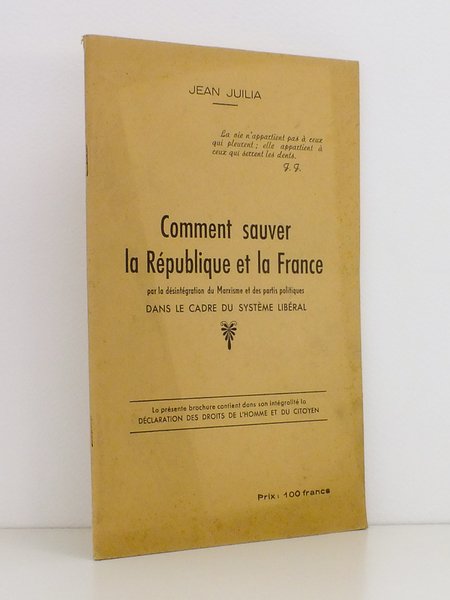 JEAN JUILIA
La vie n'appartient pas à ceux
qui pleurent ; elle appartient à
ceux qui serrent les dents.
J. J.
Comment sauver
la République et la France
par la désintégration du Marxisme et des partis politiques
DANS LE CADRE DU SYSTÈME LIBÉRAL
La présente brochure contient dans son intégralité la
DÉCLARATION DES DROITS DE L'HOMME ET DU CITOYEN
Prix : 100 francs